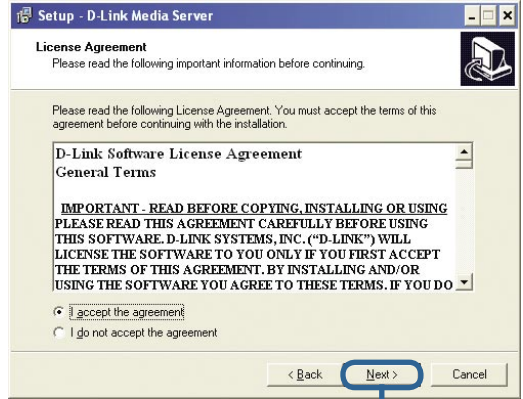 Setup - D-Link Media Server
License Agreement
Please read the following important information before continuing.
Please read the following License Agreement. You must accept the terms of this
agreement before continuing with the installation.
D-Link Software License Agreement
General Terms
IMPORTANT - READ BEFORE COPYING, INSTALLING OR USING
PLEASE READ THIS AGREEMENT CAREFULLY BEFORE USING
THIS SOFTWARE. D-LINK SYSTEMS, INC. (“D-LINK”) WILL
LICENSE THE SOFTWARE TO YOU ONLY IF YOU FIRST ACCEPT
THE TERMS OF THIS AGREEMENT. BY INSTALLING AND/OR
USING THE SOFTWARE YOU AGREE TO THESE TERMS. IF YOU DO
I accept the agreement
I do not accept the agreement
< Back Next > Cancel